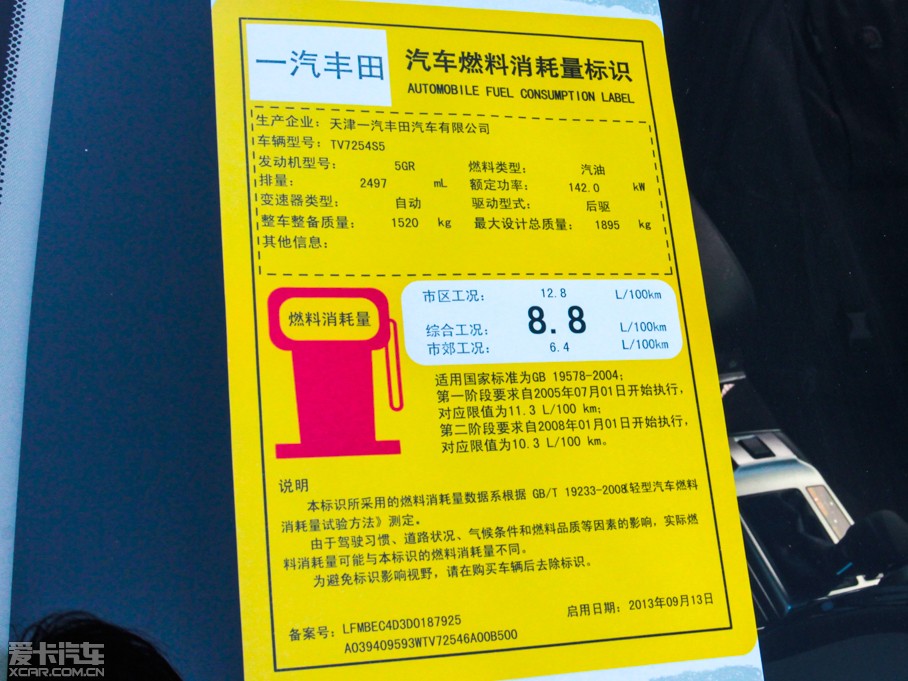 一汽丰田
汽车燃料消耗量标识
AUTOMOBILE FUEL CONSUMPTION LABEL
生产企业: 天津一汽丰田汽车有限公司
车辆型号: TV7254S5
发动机型号: 5GR 燃料类型: 汽油
排量: 2497 mL 额定功率: 142.0 kW
变速器类型: 自动 驱动型式: 后驱
整车整备质量: 1520 kg 最大设计总质量: 1895 kg
其他信息:
燃料消耗量
市区工况: 12.8 L/100km
综合工况: 8.8 L/100km
市郊工况: 6.4 L/100km
适用国家标准为GB 19578-2004;
第一阶段要求自2005年07月01日开始执行,
对应限值为11.3 L/100 km;
第二阶段要求自2008年01月01日开始执行,
对应限值为10.3 L/100 km。
说明
本标识所采用的燃料消耗量数据系根据 GB/T 19233-2008《轻型汽车燃料
消耗量试验方法》测定。
由于驾驶习惯、道路状况、气候条件和燃料品质等因素的影响,实际燃
料消耗量可能与本标识的燃料消耗量不同。
为避免标识影响视野,请在购买车辆后去除标识。
备案号: LFMBEC4D3D0187925 启用日期: 2013年09月13日
A039409593WTV72546A00B500
爱卡汽车
XCAR.COM.CN